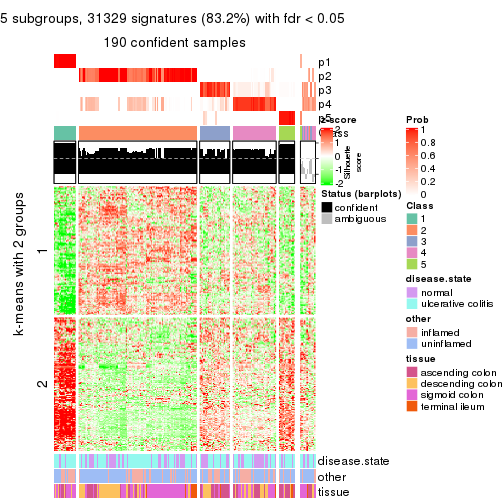 5 subgroups, 31329 signatures (83.2%) with fdr < 0.05
190 confident samples
p1
p2
p3
p4
p5
z-score
2
1
0
-1
-2
Class
Silhouette
score
Prob
1
0.8
0.6
0.4
0.2
0
Status (barplots)
confident
ambiguous
Class
1
2
3
4
5
disease.state
normal
ulcerative colitis
other
inflamed
uninflamed
tissue
ascending colon
descending colon
sigmoid colon
terminal ileum
k-means with 2 groups
1
2
disease.state
other
tissue